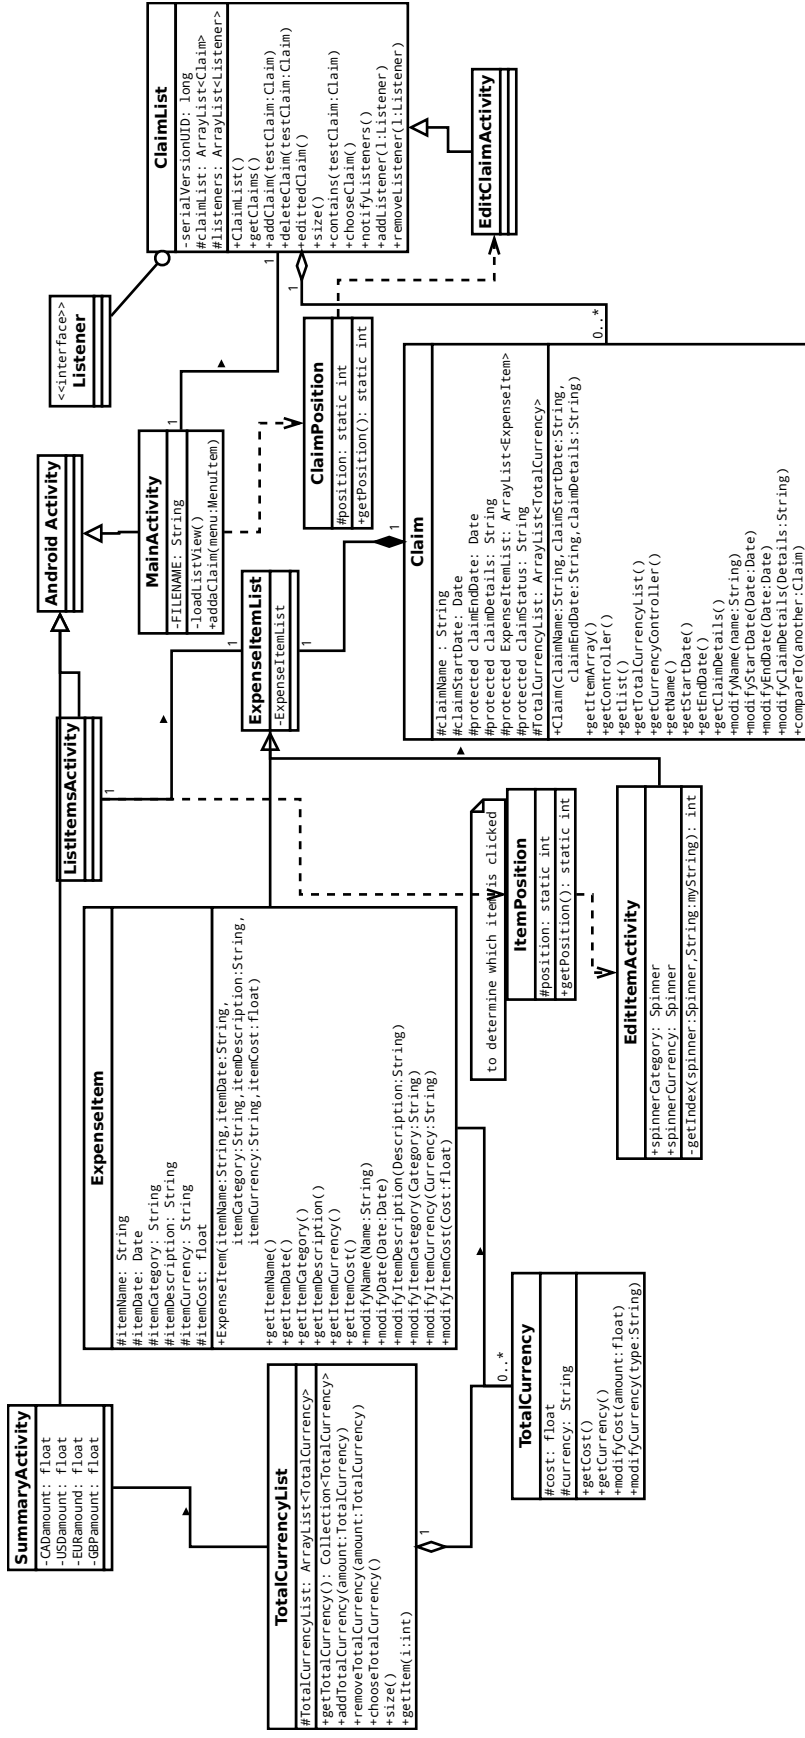 SummaryActivity
-CADamount: float
-USDamount: float
-EURamound: float
-GBPamount: float
TotalCurrencyList
#TotalCurrencyList: ArrayList<TotalCurrency>
+getTotalCurrency(): Collection<TotalCurrency>
+addTotalCurrency(amount:TotalCurrency)
+removeTotalCurrency(amount:TotalCurrency)
+chooseTotalCurrency()
+size()
+getItem(i:int)
1
0..*
TotalCurrency
#cost: float
#currency: String
+getCost()
+getCurrency()
+modifyCost(amount:float)
+modifyCurrency(type:String)
ExpenseItem
#itemName: String
#itemDate: Date
#itemCategory: String
#itemDescription: String
#itemCurrency: String
#itemCost: float
+ExpenseItem(itemName:String,itemDate:String,
itemCategory:String,itemDescription:String,
itemCurrency:String,itemCost:float)
+getItemName()
+getItemDate()
+getItemCategory()
+getItemDescription()
+getItemCurrency()
+getItemCost()
+modifyName(Name:String)
+modifyDate(Date:Date)
+modifyItemDescription(Description:String)
+modifyItemCategory(Category:String)
+modifyItemCurrency(Currency:String)
+modifyItemCost(Cost:float)
to determine which item is clicked
ItemPosition
#position: static int
+getPosition(): static int
EditItemActivity
+spinnerCategory: Spinner
+spinnerCurrency: Spinner
-getIndex(spinner:Spinner,String:myString): int
ListItemsActivity
1
1
Android Activity
MainActivity
-FILENAME: String
-loadListView()
+addaClaim(menu:MenuItem)
1
1
ExpenseItemList
-ExpenseItemList
1
1
ClaimPosition
#position: static int
+getPosition(): static int
Claim
#claimName : String
#claimStartDate: Date
#protected claimEndDate: Date
#protected claimDetails: String
#protected ExpenseItemList: ArrayList<ExpenseItem>
#protected claimStatus: String
#TotalCurrencyList: ArrayList<TotalCurrency>
+Claim(claimName:String,claimStartDate:String,
claimEndDate:String,claimDetails:String)
+getItemArray()
+getController()
+getlist()
+getTotalCurrencyList()
+getCurrencyController()
+getName()
+getStartDate()
+getEndDate()
+getClaimDetails()
+modifyName(name:String)
+modifyStartDate(Date:Date)
+modifyEndDate(Date:Date)
+modifyClaimDetails(Details:String)
+compareTo(another:Claim)
<<interface>>
Listener
ClaimList
-serialVersionUID: long
#claimList: ArrayList<Claim>
#listeners: ArrayList<Listener>
+ClaimList()
+getClaims()
+addClaim(testClaim:Claim)
+deleteClaim(testClaim:Claim)
+edittedClaim()
+size()
+contains(testClaim:Claim)
+chooseClaim()
+notifyListeners()
+addListener(l:Listener)
+removeListener(l:Listener)
1
0..*
EditClaimActivity